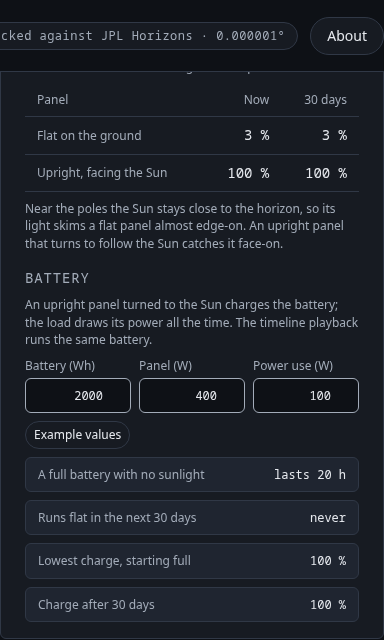 cked against JPL Horizons · 0.000001°
About
Panel Now 30 days
Flat on the ground 3 % 3 %
Upright, facing the Sun 100 % 100 %
Near the poles the Sun stays close to the horizon, so its
light skims a flat panel almost edge-on. An upright panel
that turns to follow the Sun catches it face-on.
BATTERY
An upright panel turned to the Sun charges the battery;
the load draws its power all the time. The timeline playback
runs the same battery.
Battery (Wh) Panel (W) Power use (W)
2000 400 100
Example values
A full battery with no sunlight lasts 20 h
Runs flat in the next 30 days never
Lowest charge, starting full 100 %
Charge after 30 days 100 %